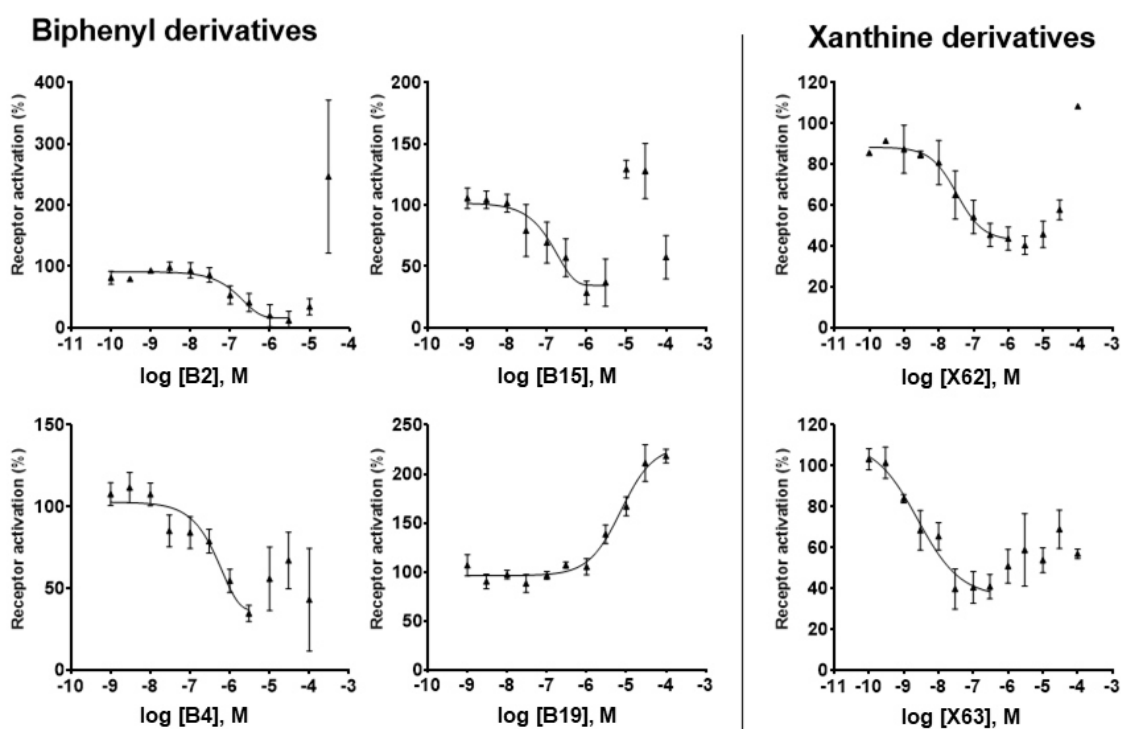 Biphenyl derivatives
Xanthine derivatives
Receptor activation (%)
400
300
200
100
0
-11 -10 -9 -8 -7 -6 -5 -4
log [B2], M
Receptor activation (%)
200
150
100
50
0
-10 -9 -8 -7 -6 -5 -4 -3
log [B15], M
Receptor activation (%)
120
100
80
60
40
20
0
-11 -10 -9 -8 -7 -6 -5 -4 -3
log [X62], M
Receptor activation (%)
150
100
50
0
-10 -9 -8 -7 -6 -5 -4 -3
log [B4], M
Receptor activation (%)
250
200
150
100
50
0
-10 -9 -8 -7 -6 -5 -4 -3
log [B19], M
Receptor activation (%)
120
100
80
60
40
20
0
-11 -10 -9 -8 -7 -6 -5 -4 -3
log [X63], M